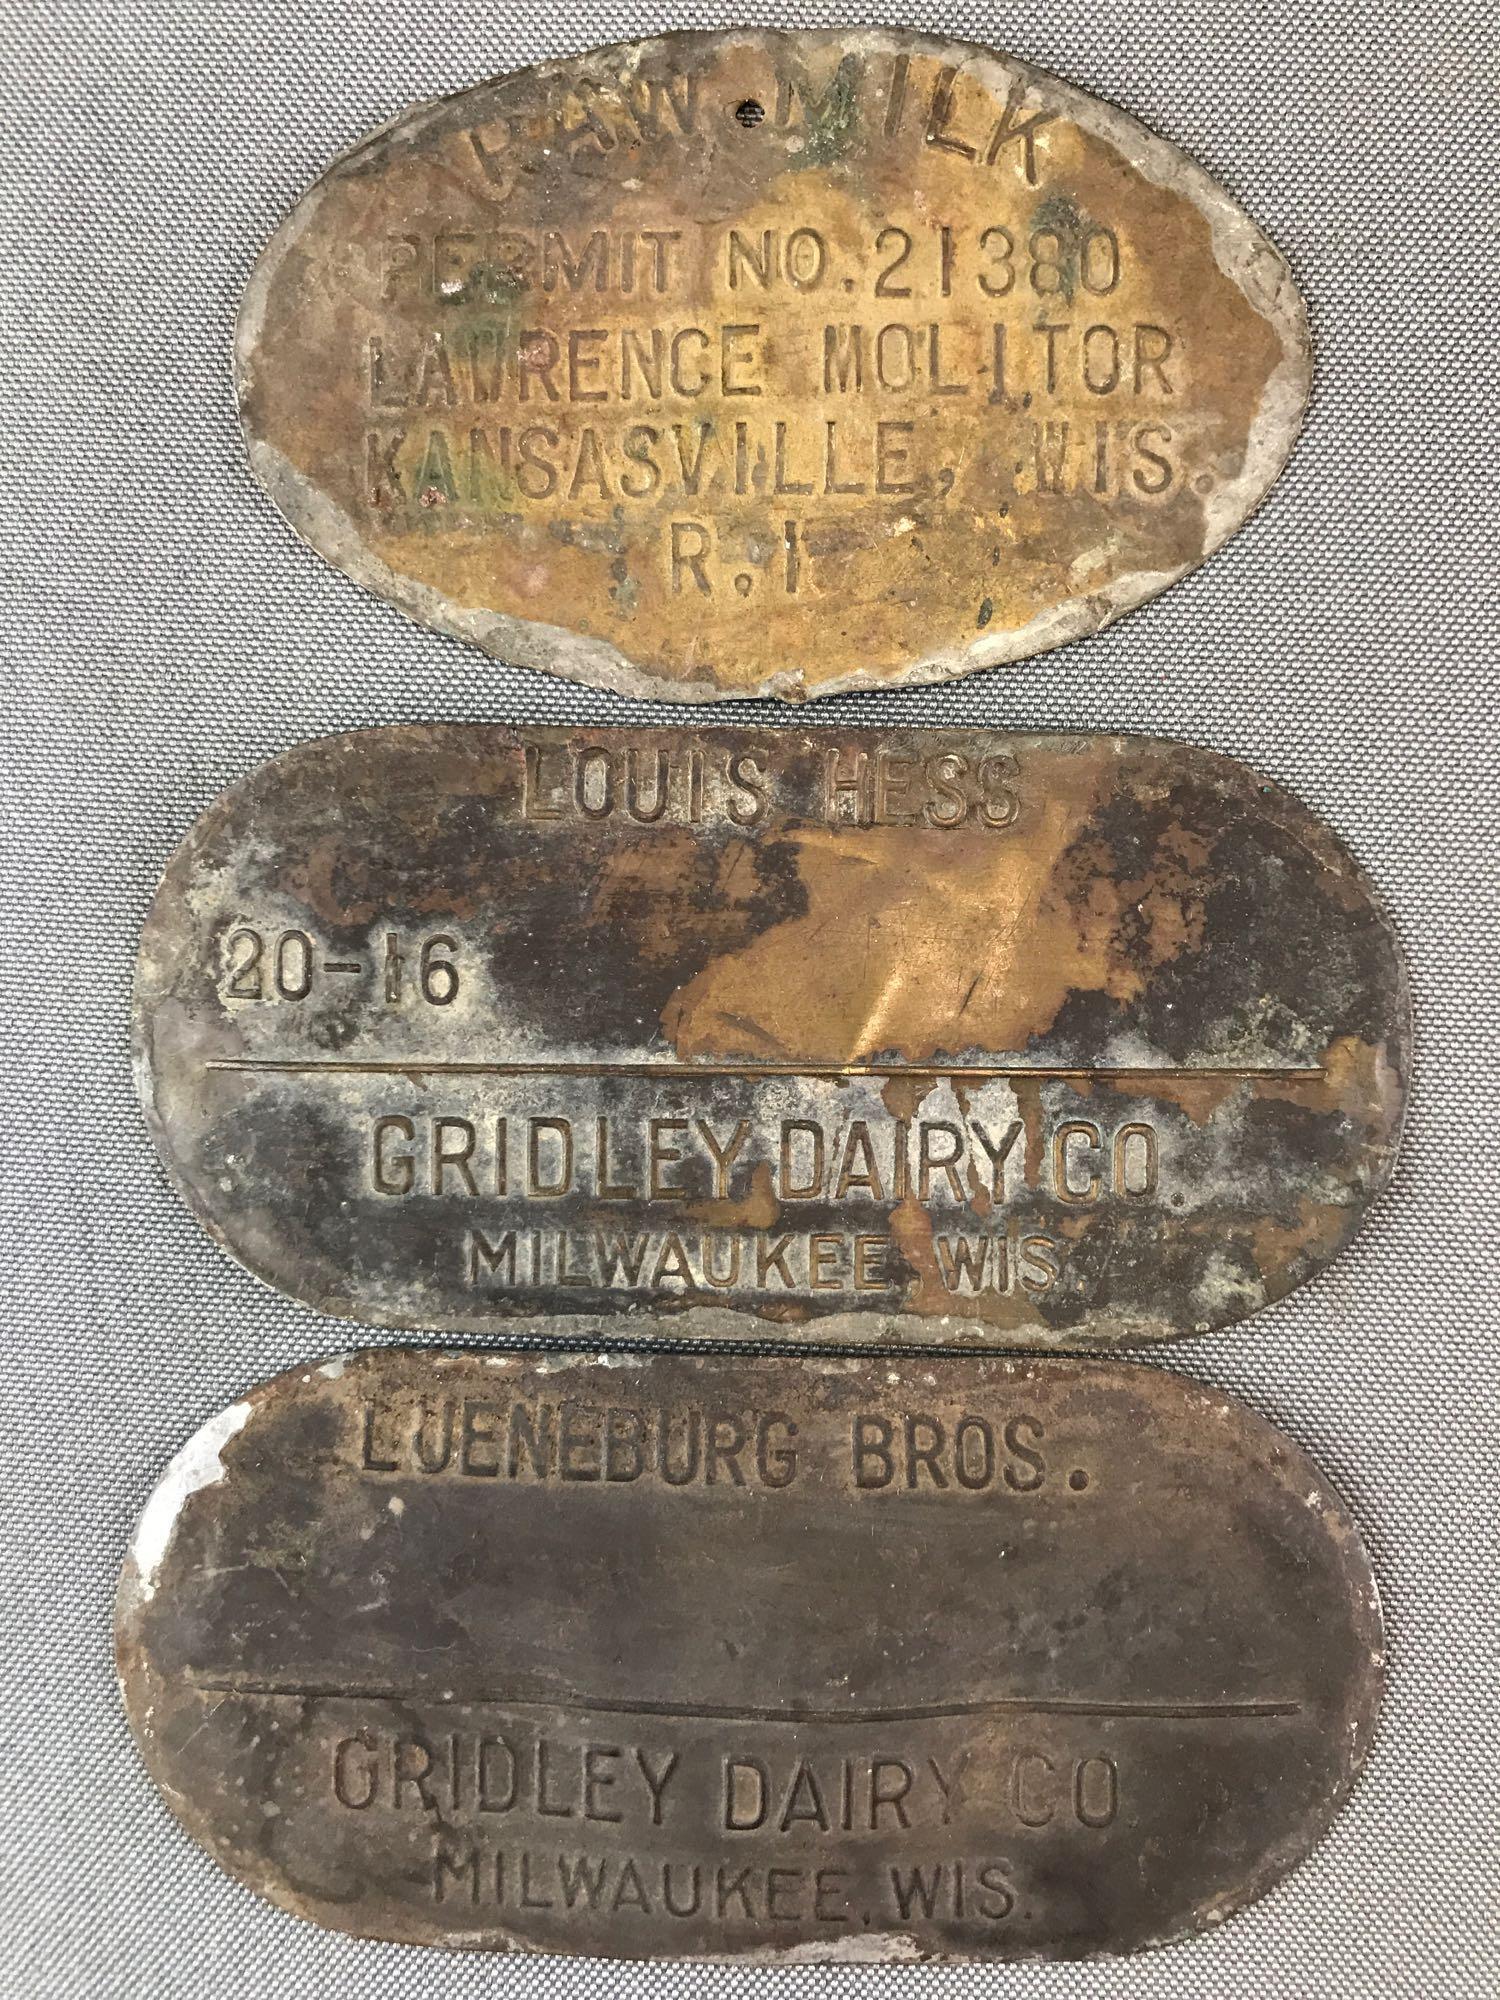 RAW MILK
PERMIT NO.21380
LAWRENCE MOLITOR
KANSASVILLE, WIS.
R.1
LOUIS HESS
20-16
GRIDLEY DAIRY CO.
MILWAUKEE, WIS.
LUENEBURG BROS.
GRIDLEY DAIRY CO.
MILWAUKEE, WIS.